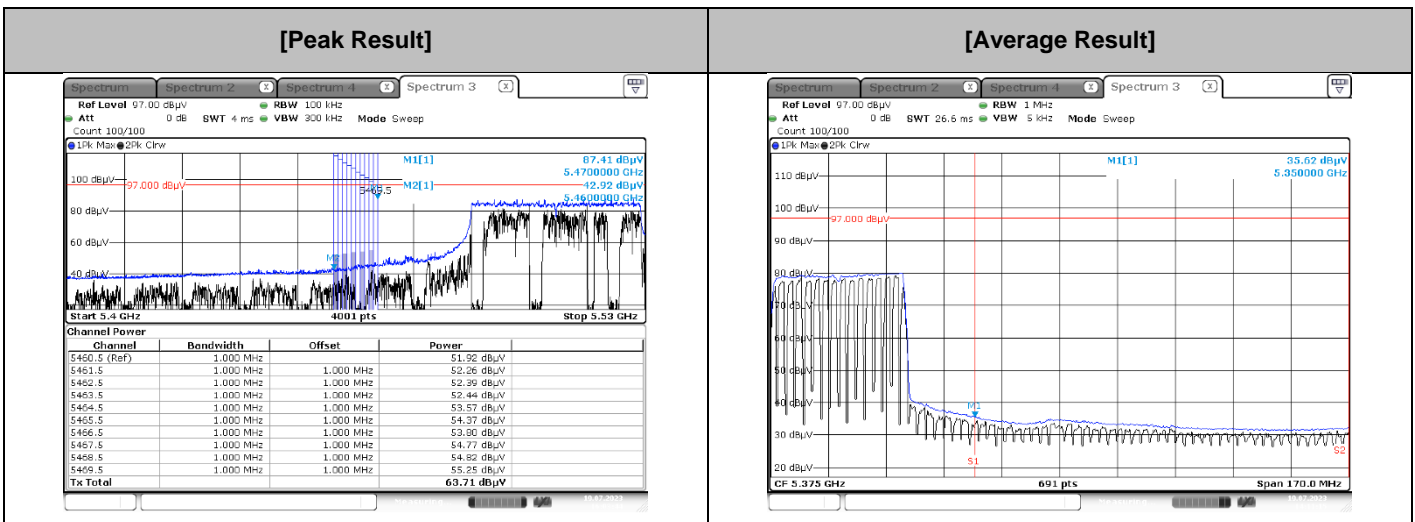 [Peak Result]
[Average Result]
Spectrum Spectrum 2 X Spectrum 4 X Spectrum 3 X
Ref Level 97.00 dBµV RBW 100 kHz
Att 0 dB SWT 4 ms VBW 300 kHz Mode Sweep
Count 100/100
1Pk Max 2Pk Clrw
M1[1] 87.41 dBµV
5.4700000 GHz
100 dBµV 97.000 dBµV 5465.5 M2[1] 42.92 dBµV
5.4600000 GHz
80 dBµV
60 dBµV
M2
40 dBµV
Start 5.4 GHz 4001 pts Stop 5.53 GHz
Channel Power
Channel Bandwidth Offset Power
5460.5 (Ref) 1.000 MHz 51.92 dBµV
5461.5 1.000 MHz 1.000 MHz 52.26 dBµV
5462.5 1.000 MHz 1.000 MHz 52.39 dBµV
5463.5 1.000 MHz 1.000 MHz 52.44 dBµV
5464.5 1.000 MHz 1.000 MHz 53.57 dBµV
5465.5 1.000 MHz 1.000 MHz 54.37 dBµV
5466.5 1.000 MHz 1.000 MHz 53.80 dBµV
5467.5 1.000 MHz 1.000 MHz 54.77 dBµV
5468.5 1.000 MHz 1.000 MHz 54.82 dBµV
5469.5 1.000 MHz 1.000 MHz 55.25 dBµV
Tx Total 63.71 dBµV
Spectrum Spectrum 2 X Spectrum 4 X Spectrum 3 X
Ref Level 97.00 dBµV RBW 1 MHz
Att 0 dB SWT 26.6 ms VBW 5 kHz Mode Sweep
Count 100/100
1Pk Max 2Pk Clrw
M1[1] 35.62 dBµV
5.350000 GHz
110 dBµV
100 dBµV
97.000 dBµV
90 dBµV
80 dBµV
70 dBµV
60 dBµV
50 dBµV
40 dBµV
M1
30 dBµV
S2
S1
20 dBµV
CF 5.375 GHz 691 pts Span 170.0 MHz